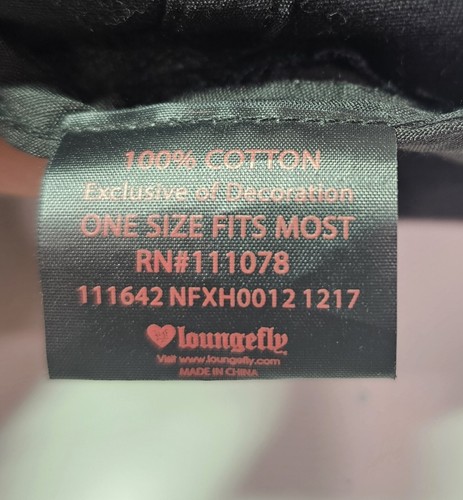 100% COTTON
Exclusive of Decoration
ONE SIZE FITS MOST
RN#111078
111642 NFXH0012 1217
loungefly
Visit www.loungefly.com
MADE IN CHINA